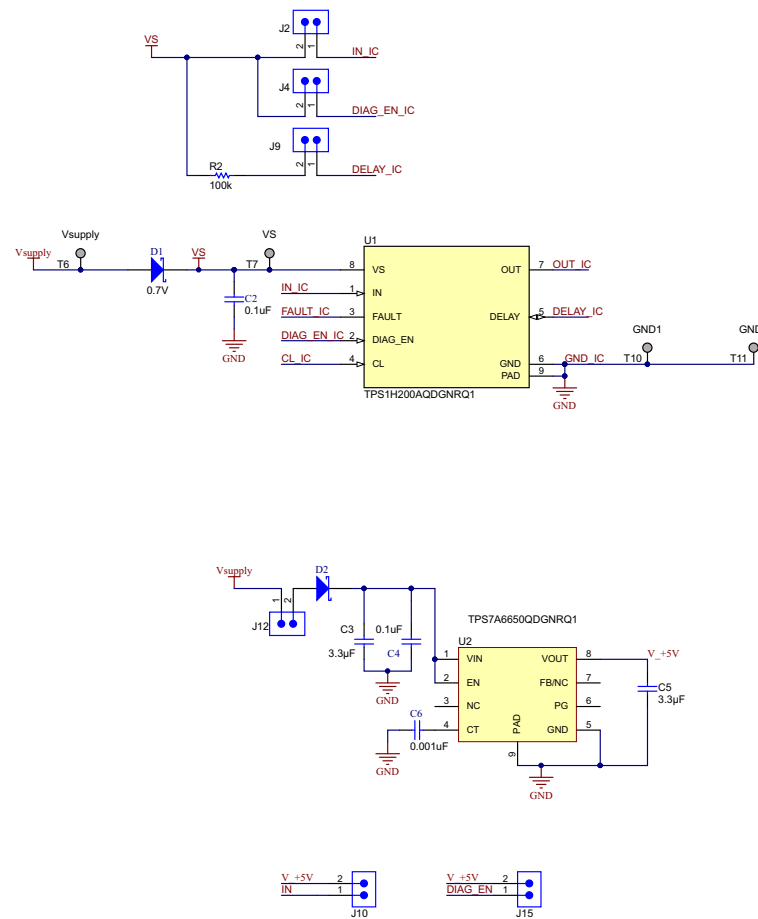 J2
VS
2
1
IN_IC
J4
2
1
DIAG_EN_IC
J9
2
1
DELAY_IC
R2
100k
Vsupply
VS
U1
Vsupply
T6
D1
VS
T7
8
VS
OUT
7
OUT_IC
0.7V
C2
0.1uF
IN_IC
1
IN
FAULT_IC
3
FAULT
DELAY
5
DELAY_IC
GND
DIAG_EN_IC
2
DIAG_EN
GND1
GND
CL_IC
4
CL
GND
6
GND_IC
T10
T11
PAD
9
TPS1H200AQDGNRQ1
GND
Vsupply
D2
1
2
J12
C3
0.1uF
TPS7A6650QDGNRQ1
3.3µF
C4
U2
1
VIN
VOUT
8
V_+5V
2
EN
FB/NC
7
C5
3.3µF
GND
3
NC
PG
6
C6
4
CT
PAD
GND
5
0.001uF
9
GND
GND
V_+5V
2
IN
1
J10
V_+5V
2
DIAG_EN
1
J15